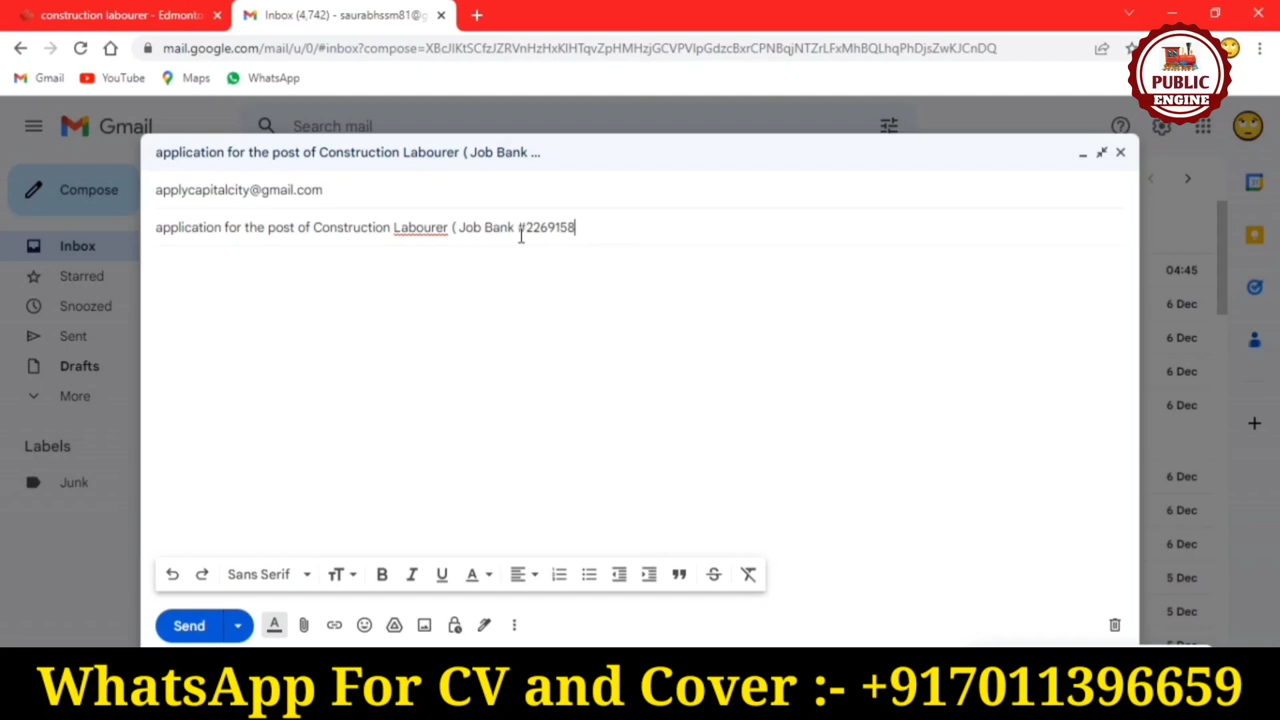 construction labourer - Edmonto
Inbox (4,742) - saurabhssm81@g
mail.google.com/mail/u/0/#inbox?compose=XBcJlKtSCfzJZRVnHzHxKlHTqvZpHMHzjGCVPVlpGdzcBxrCPNBqjNTZrLFxMhBQLhqPhDjsZwKJCnDQ
Gmail
YouTube
Maps
WhatsApp
PUBLIC
ENGINE
Gmail
Search mail
Compose
Inbox
Starred
Snoozed
Sent
Drafts
More
Labels
Junk
application for the post of Construction Labourer ( Job Bank ...
applycapitalcity@gmail.com
application for the post of Construction Labourer ( Job Bank #2269158
04:45
6 Dec
6 Dec
6 Dec
6 Dec
6 Dec
6 Dec
6 Dec
5 Dec
5 Dec
Sans Serif
Send
WhatsApp For CV and Cover :- +917011396659